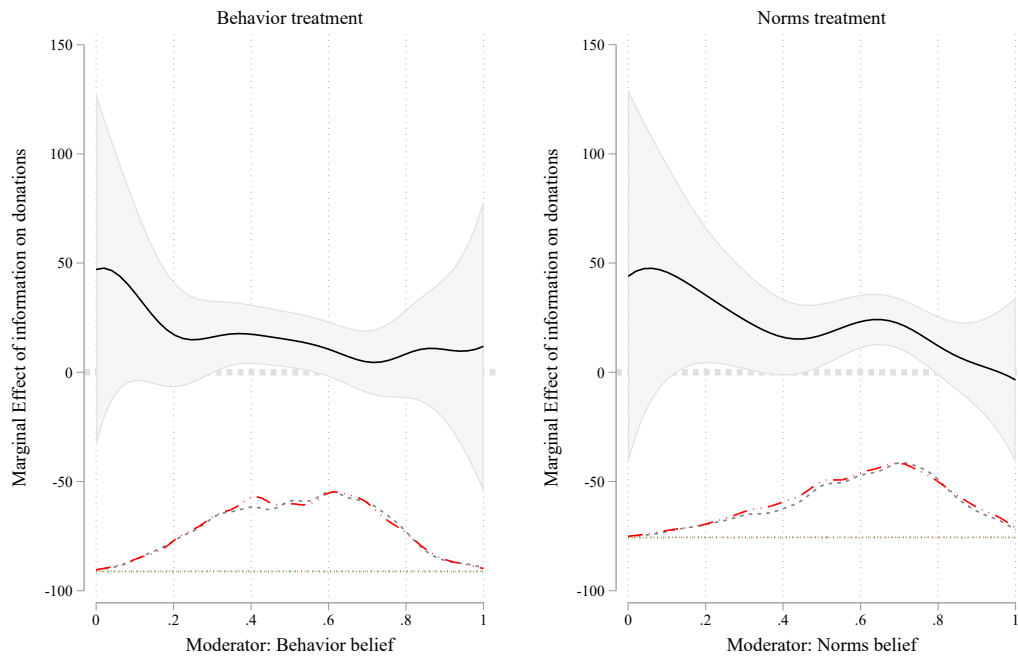 Behavior treatment
Marginal Effect of information on donations
150
100
50
0
-50
-100
0 .2 .4 .6 .8 1
Moderator: Behavior belief
Norms treatment
Marginal Effect of information on donations
150
100
50
0
-50
-100
0 .2 .4 .6 .8 1
Moderator: Norms belief